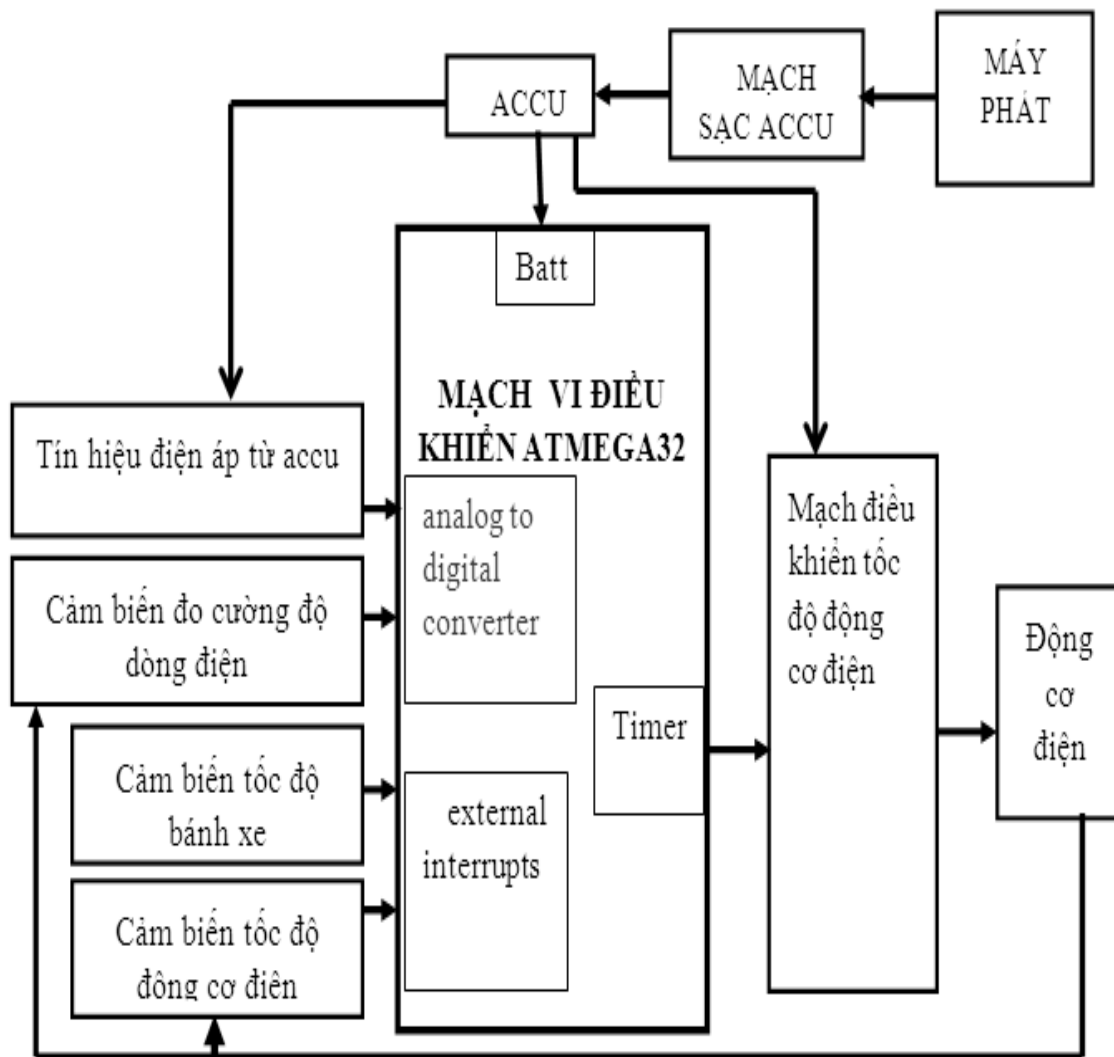 MÁY
PHÁT
MẠCH
SẠC ACCU
ACCU
Batt
MẠCH VI ĐIỀU
KHIỂN ATMEGA32
Tín hiệu điện áp từ accu
analog to
digital
converter
Cảm biến đo cường độ
dòng điện
Mạch điều
khiển tốc
độ động
cơ điện
Động
cơ
điện
Timer
Cảm biến tốc độ
bánh xe
external
interrupts
Cảm biến tốc độ
động cơ điện